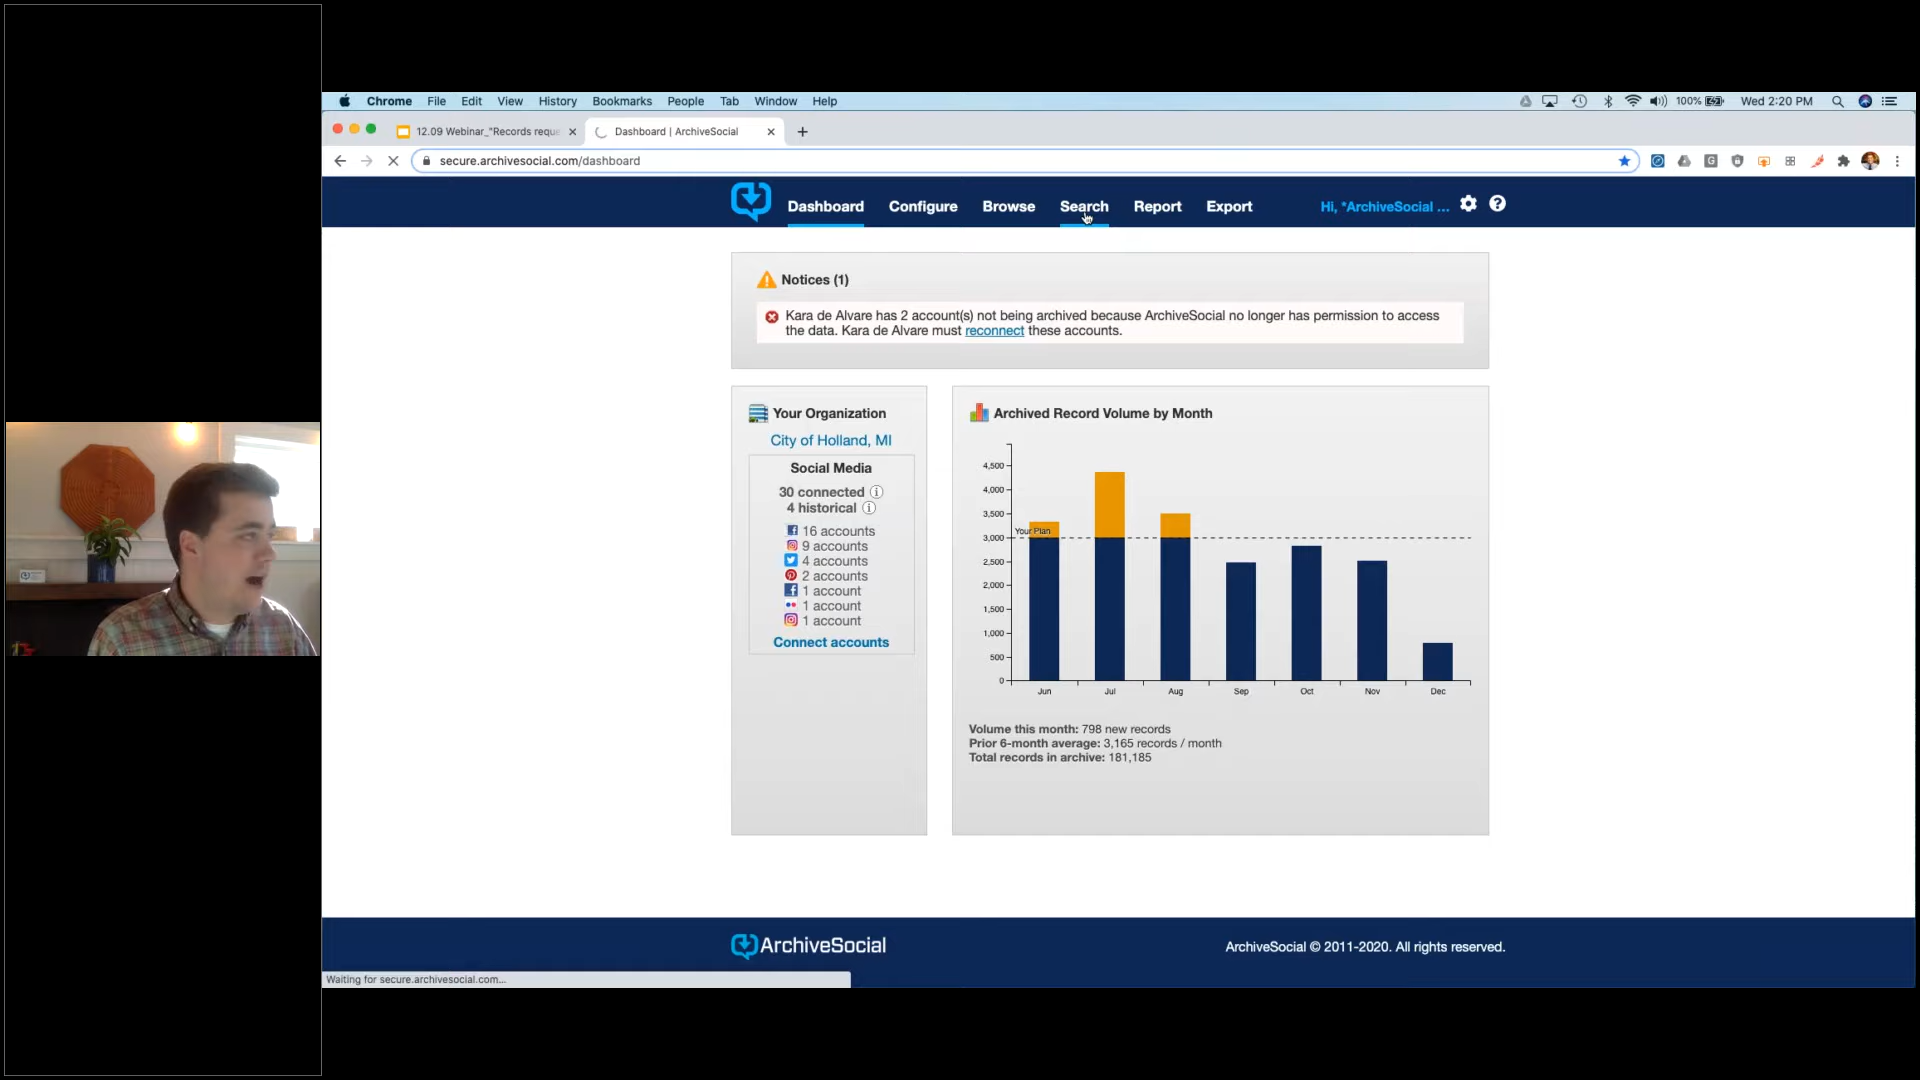 Chrome File Edit View History Bookmarks People Tab Window Help 100% Wed 2:20 PM
12.09 Webinar_"Records reque Dashboard | ArchiveSocial
secure.archivesocial.com/dashboard
Dashboard Configure Browse Search Report Export Hi, *ArchiveSocial ...
Notices (1)
Kara de Alvare has 2 account(s) not being archived because ArchiveSocial no longer has permission to access
the data. Kara de Alvare must reconnect these accounts.
Your Organization
City of Holland, MI
Social Media
30 connected
4 historical
16 accounts
9 accounts
4 accounts
2 accounts
1 account
1 account
1 account
Connect accounts
Archived Record Volume by Month
4,500
4,000
3,500
Your Plan
3,000
2,500
2,000
1,500
1,000
500
0
Jun Jul Aug Sep Oct Nov Dec
Volume this month: 798 new records
Prior 6-month average: 3,165 records / month
Total records in archive: 181,185
ArchiveSocial ArchiveSocial © 2011-2020. All rights reserved.
Waiting for secure.archivesocial.com...